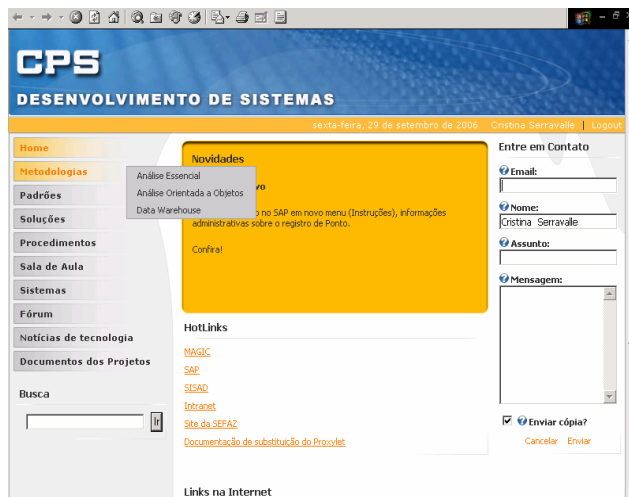 CPS
DESENVOLVIMENTO DE SISTEMAS
sexta-feira, 29 de setembro de 2006 Cristina Serravalle | Logout
Home
Metodologias
Padrões
Soluções
Procedimentos
Sala de Aula
Sistemas
Fórum
Notícias de tecnologia
Documentos dos Projetos
Busca
Ir
Análise Essencial
Análise Orientada a Objetos
Data Warehouse
Novidades
vo
no SAP em novo menu (Instruções), informações
administrativas sobre o registro de Ponto.
Confira!
HotLinks
MAGIC
SAP
SISAD
Intranet
Site da SEFAZ
Documentação de substituição do Proxylet
Links na Internet
Entre em Contato
Email:
Nome:
Cristina Serravalle
Assunto:
Mensagem:
Enviar cópia?
Cancelar Enviar